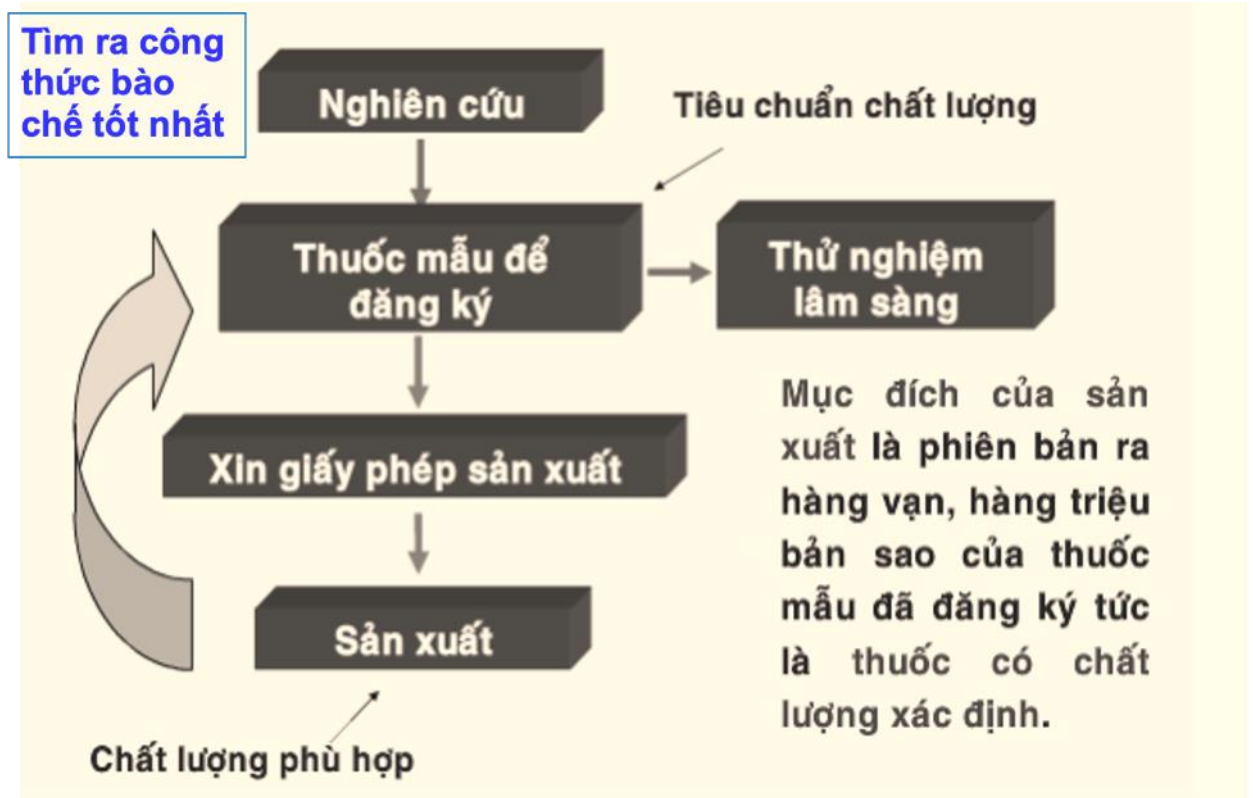 Tìm ra công
thức bào
chế tốt nhất
Nghiên cứu
Tiêu chuẩn chất lượng
Thuốc mẫu để
đăng ký
Thử nghiệm
lâm sàng
Xin giấy phép sản xuất
Sản xuất
Chất lượng phù hợp
Mục đích của sản
xuất là phiên bản ra
hàng vạn, hàng triệu
bản sao của thuốc
mẫu đã đăng ký tức
là thuốc có chất
lượng xác định.